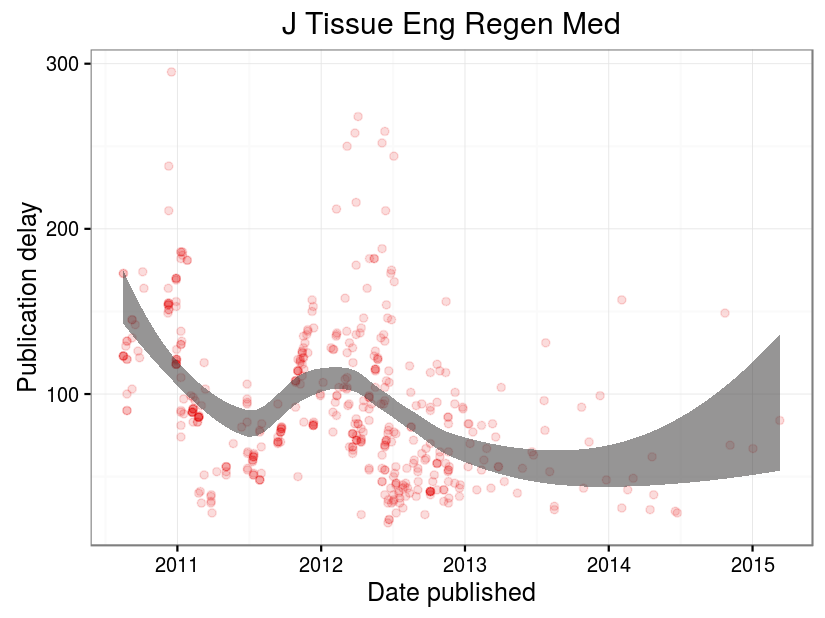 J Tissue Eng Regen Med
300
200
100
Publication delay
2011 2012 2013 2014 2015
Date published